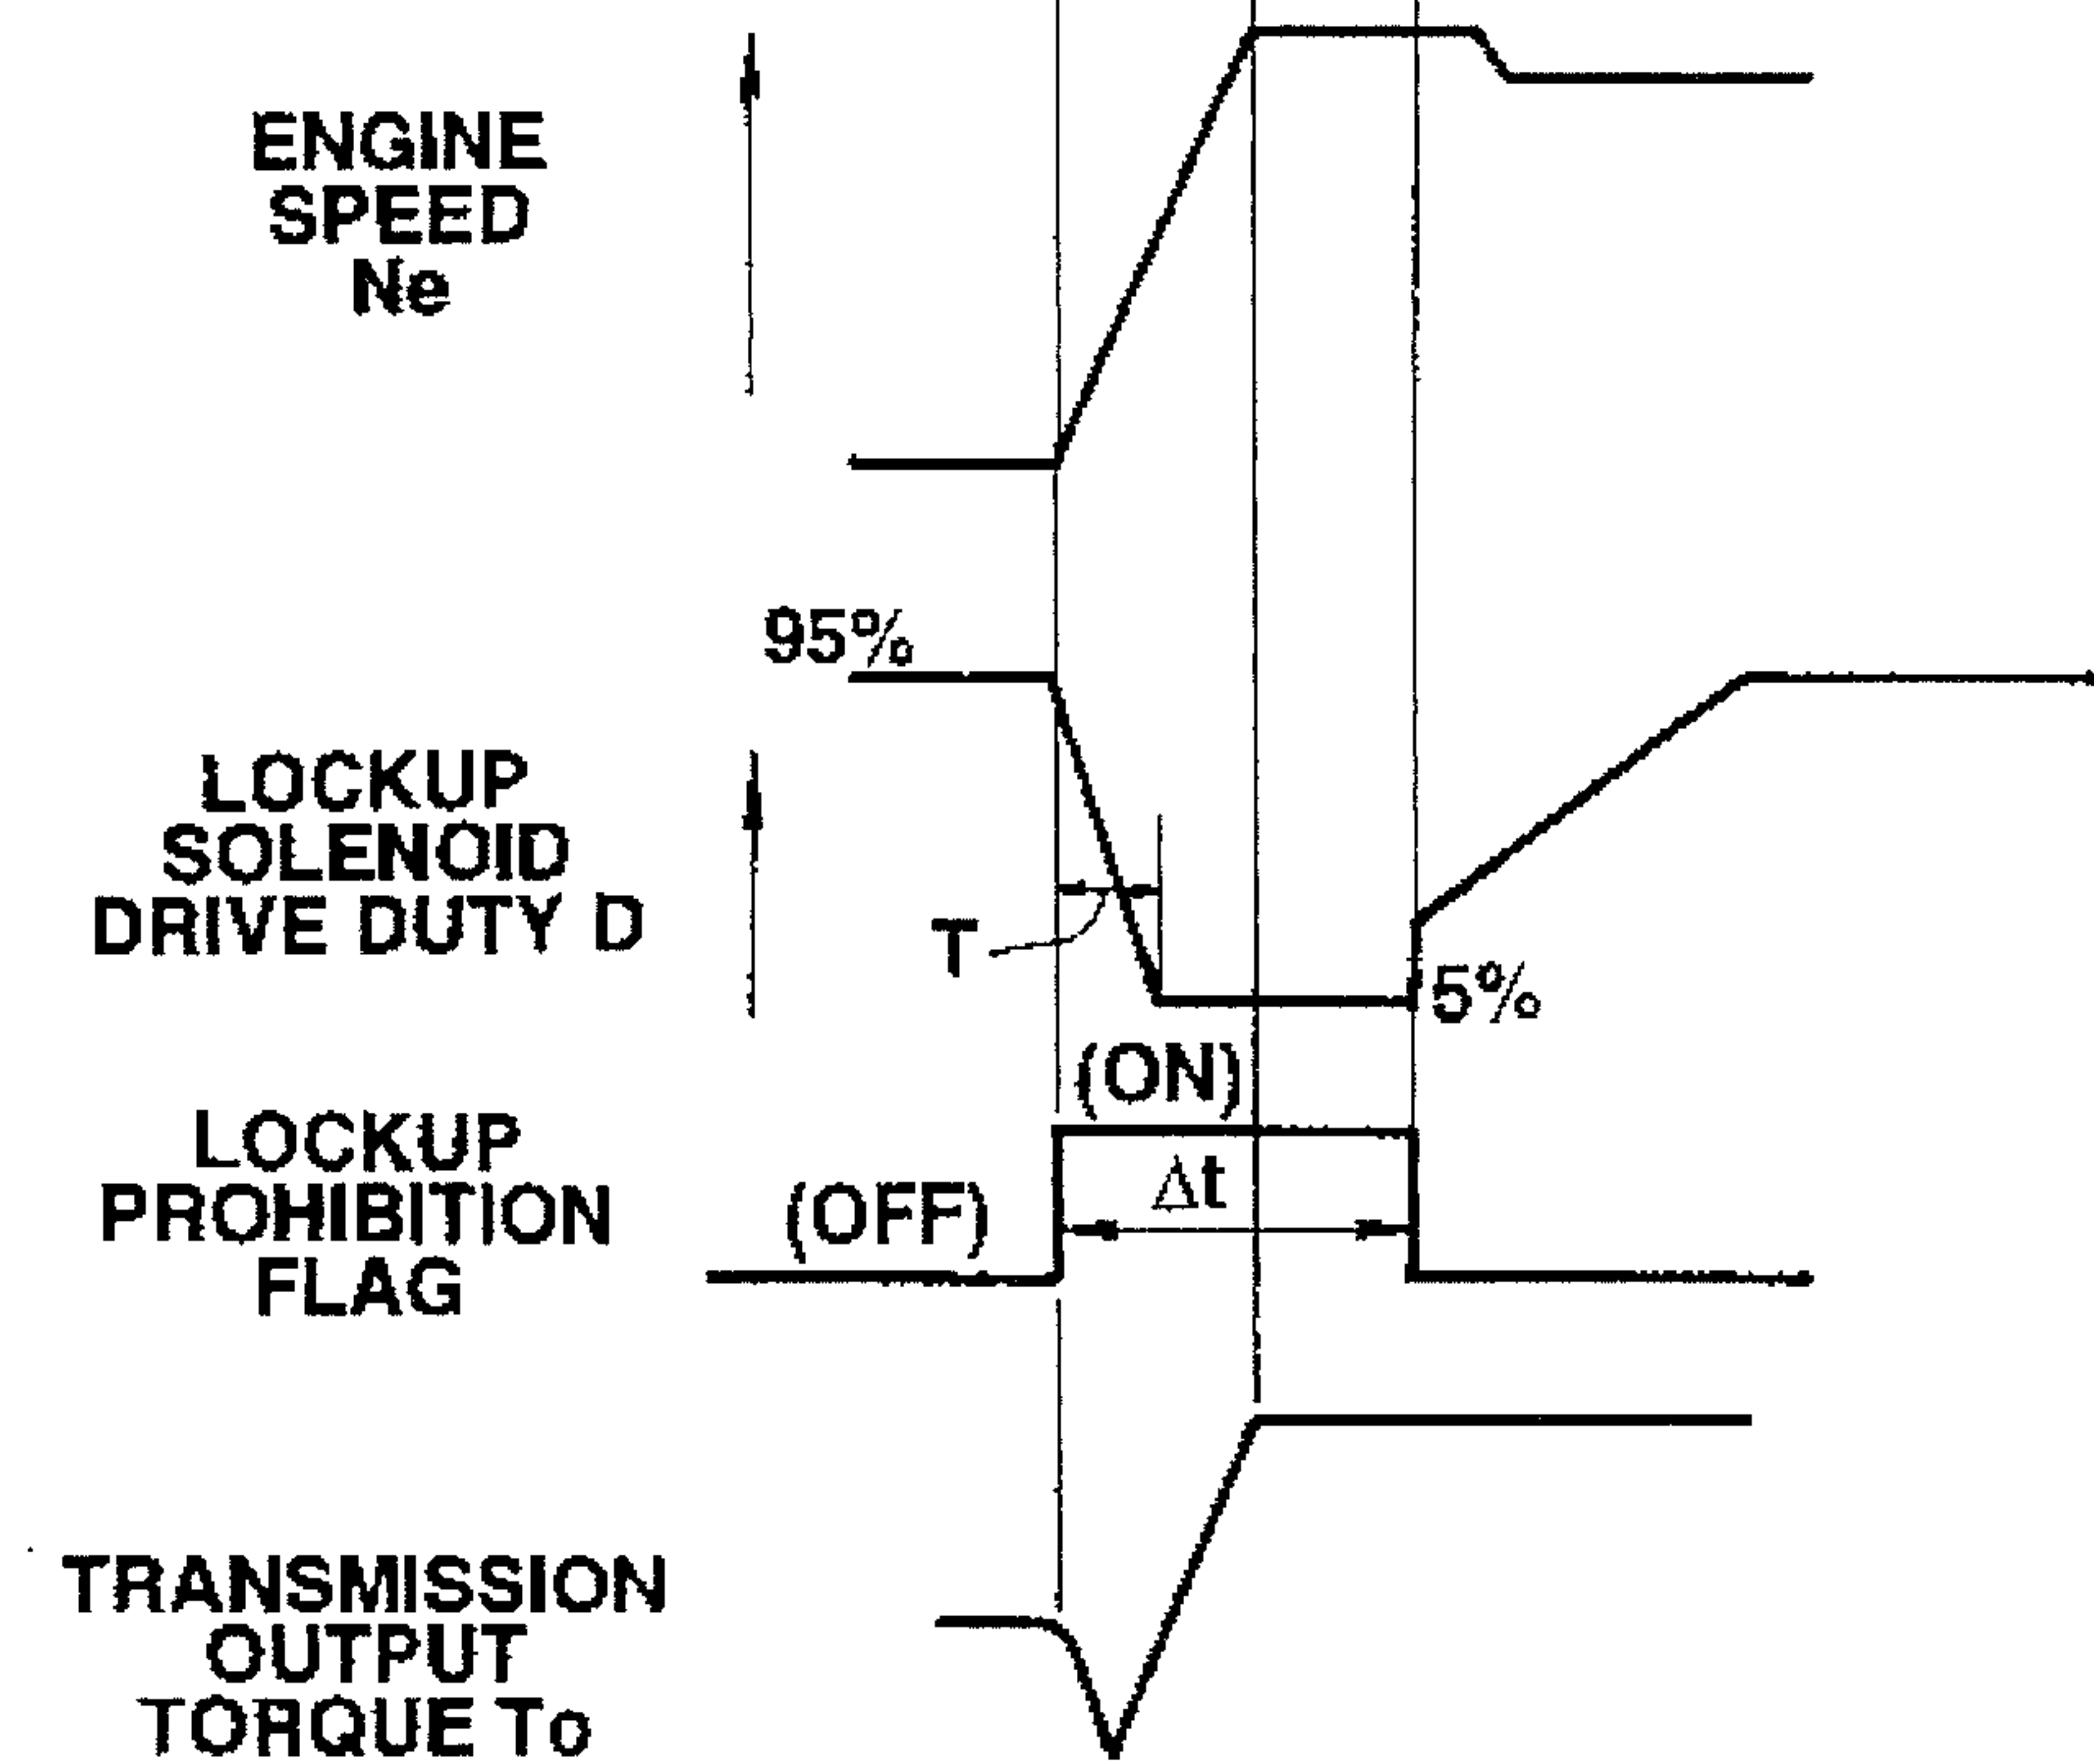 ENGINE
SPEED
Ne
95%
LOCKUP
SOLENOID
DRIVE DUTY D
T
5%
(ON)
LOCKUP
PROHIBITION
FLAG
(OFF)
Δt
TRANSMISSION
OUTPUT
TORQUE To